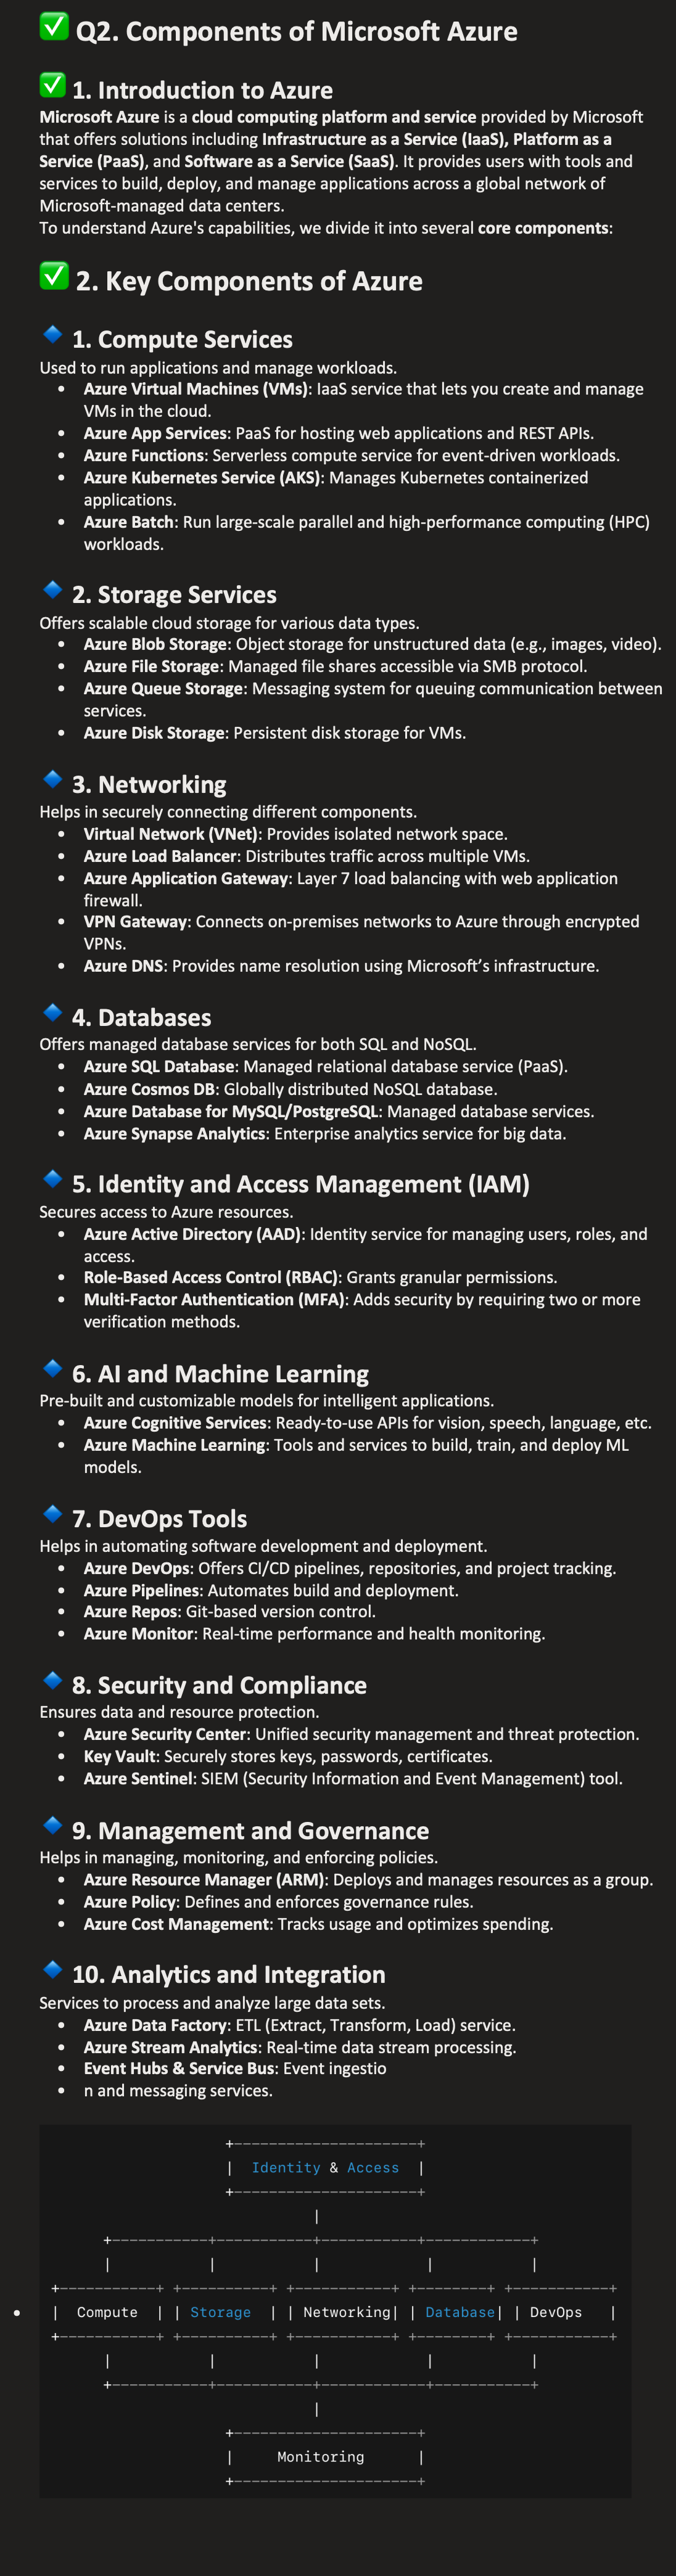 ✅ Q2. Components of Microsoft Azure
✅ 1. Introduction to Azure
Microsoft Azure is a cloud computing platform and service provided by Microsoft
that offers solutions including Infrastructure as a Service (IaaS), Platform as a
Service (PaaS), and Software as a Service (SaaS). It provides users with tools and
services to build, deploy, and manage applications across a global network of
Microsoft-managed data centers.
To understand Azure's capabilities, we divide it into several core components:
✅ 2. Key Components of Azure
🔹 1. Compute Services
Used to run applications and manage workloads.
• Azure Virtual Machines (VMs): IaaS service that lets you create and manage
VMs in the cloud.
• Azure App Services: PaaS for hosting web applications and REST APIs.
• Azure Functions: Serverless compute service for event-driven workloads.
• Azure Kubernetes Service (AKS): Manages Kubernetes containerized
applications.
• Azure Batch: Run large-scale parallel and high-performance computing (HPC)
workloads.
🔹 2. Storage Services
Offers scalable cloud storage for various data types.
• Azure Blob Storage: Object storage for unstructured data (e.g., images, video).
• Azure File Storage: Managed file shares accessible via SMB protocol.
• Azure Queue Storage: Messaging system for queuing communication between
services.
• Azure Disk Storage: Persistent disk storage for VMs.
🔹 3. Networking
Helps in securely connecting different components.
• Virtual Network (VNet): Provides isolated network space.
• Azure Load Balancer: Distributes traffic across multiple VMs.
• Azure Application Gateway: Layer 7 load balancing with web application
firewall.
• VPN Gateway: Connects on-premises networks to Azure through encrypted
VPNs.
• Azure DNS: Provides name resolution using Microsoft’s infrastructure.
🔹 4. Databases
Offers managed database services for both SQL and NoSQL.
• Azure SQL Database: Managed relational database service (PaaS).
• Azure Cosmos DB: Globally distributed NoSQL database.
• Azure Database for MySQL/PostgreSQL: Managed database services.
• Azure Synapse Analytics: Enterprise analytics service for big data.
🔹 5. Identity and Access Management (IAM)
Secures access to Azure resources.
• Azure Active Directory (AAD): Identity service for managing users, roles, and
access.
• Role-Based Access Control (RBAC): Grants granular permissions.
• Multi-Factor Authentication (MFA): Adds security by requiring two or more
verification methods.
🔹 6. AI and Machine Learning
Pre-built and customizable models for intelligent applications.
• Azure Cognitive Services: Ready-to-use APIs for vision, speech, language, etc.
• Azure Machine Learning: Tools and services to build, train, and deploy ML
models.
🔹 7. DevOps Tools
Helps in automating software development and deployment.
• Azure DevOps: Offers CI/CD pipelines, repositories, and project tracking.
• Azure Pipelines: Automates build and deployment.
• Azure Repos: Git-based version control.
• Azure Monitor: Real-time performance and health monitoring.
🔹 8. Security and Compliance
Ensures data and resource protection.
• Azure Security Center: Unified security management and threat protection.
• Key Vault: Securely stores keys, passwords, certificates.
• Azure Sentinel: SIEM (Security Information and Event Management) tool.
🔹 9. Management and Governance
Helps in managing, monitoring, and enforcing policies.
• Azure Resource Manager (ARM): Deploys and manages resources as a group.
• Azure Policy: Defines and enforces governance rules.
• Azure Cost Management: Tracks usage and optimizes spending.
🔹 10. Analytics and Integration
Services to process and analyze large data sets.
• Azure Data Factory: ETL (Extract, Transform, Load) service.
• Azure Stream Analytics: Real-time data stream processing.
• Event Hubs & Service Bus: Event ingestio
• n and messaging services.
| Identity & Access |
| Compute | | Storage | | Networking| | Database| | DevOps |
| Monitoring |